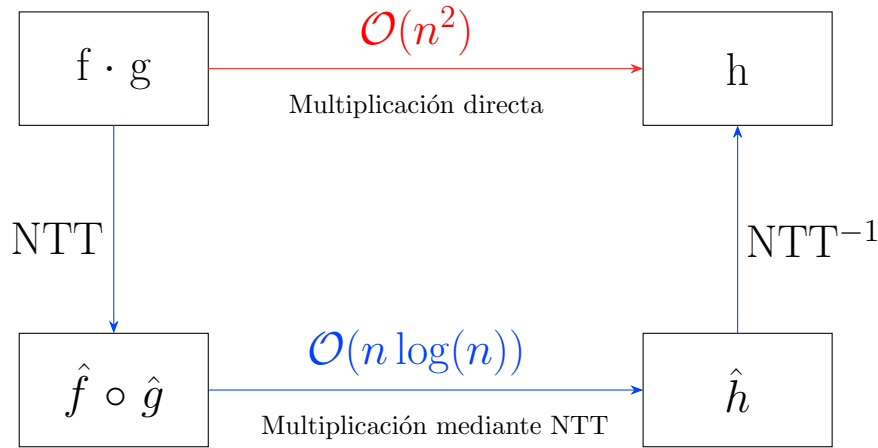 O(n²)
f · g
h
Multiplicación directa
NTT
NTT⁻¹
O(n log(n))
f̂ ∘ ĝ
ĥ
Multiplicación mediante NTT